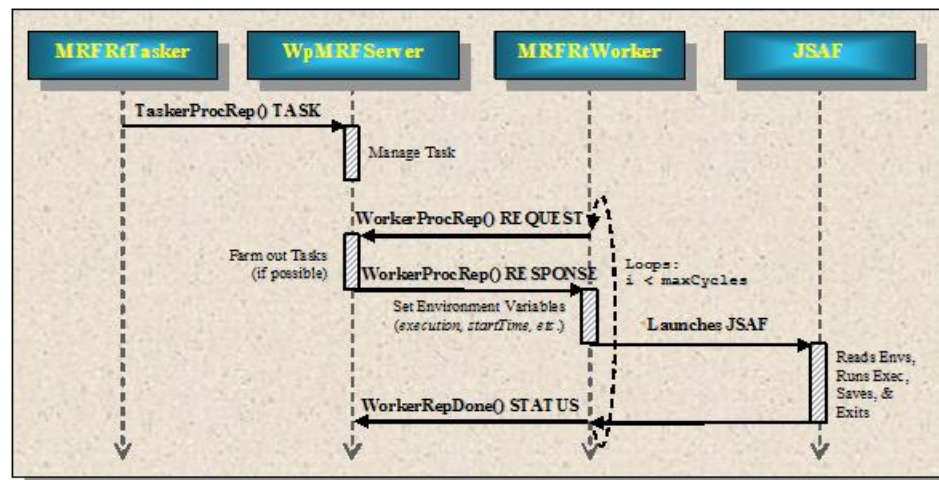 MRFRtTasker
WpMRFServer
MRFRtWorker
JSAF
TaskerProcRep() TASK
Manage Task
WorkerProcRep() REQUEST
Farm out Tasks
(if possible)
WorkerProcRep() RESPONSE
Loops:
i < maxCycles
Set Environment Variables
(execution, startTime, etc.)
Launches JSAF
Reads Envs,
Runs Exec,
Saves, &
Exits
WorkerRepDone() STATUS